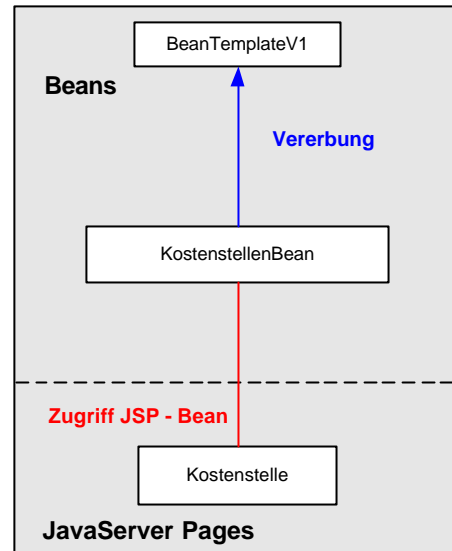 BeanTemplateV1
Beans
Vererbung
KostenstellenBean
Zugriff JSP - Bean
Kostenstelle
JavaServer Pages